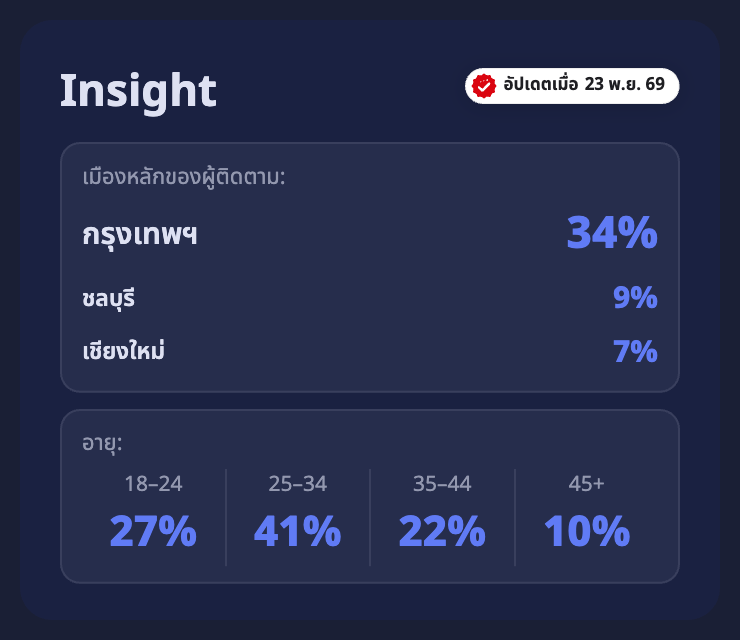 Insight
อัปเดตเมื่อ 23 พ.ย. 69
เมืองหลักของผู้ติดตาม:
กรุงเทพฯ 34%
ชลบุรี 9%
เชียงใหม่ 7%
อายุ:
18–24 25–34 35–44 45+
27% 41% 22% 10%